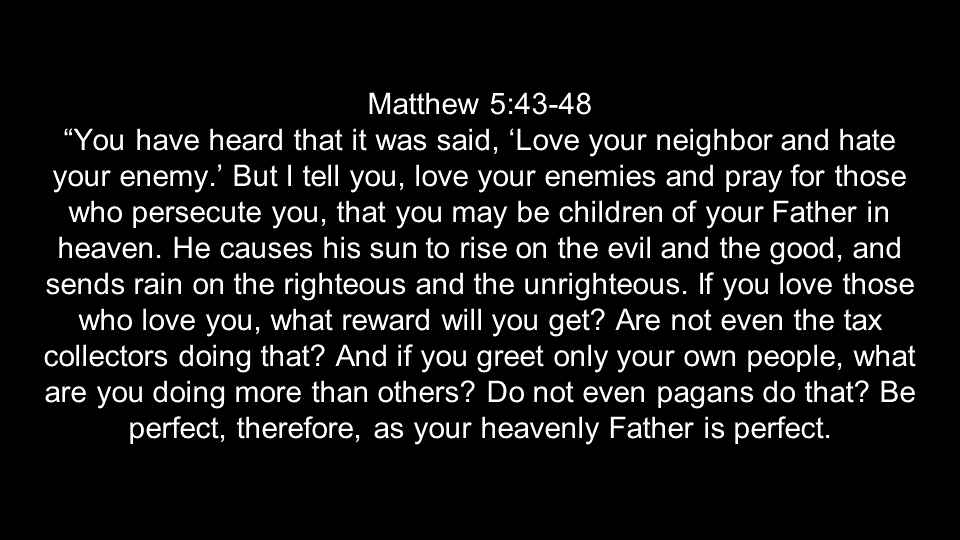 Matthew 5:43-48
“You have heard that it was said, ‘Love your neighbor and hate
your enemy.’ But I tell you, love your enemies and pray for those
who persecute you, that you may be children of your Father in
heaven. He causes his sun to rise on the evil and the good, and
sends rain on the righteous and the unrighteous. If you love those
who love you, what reward will you get? Are not even the tax
collectors doing that? And if you greet only your own people, what
are you doing more than others? Do not even pagans do that? Be
perfect, therefore, as your heavenly Father is perfect.